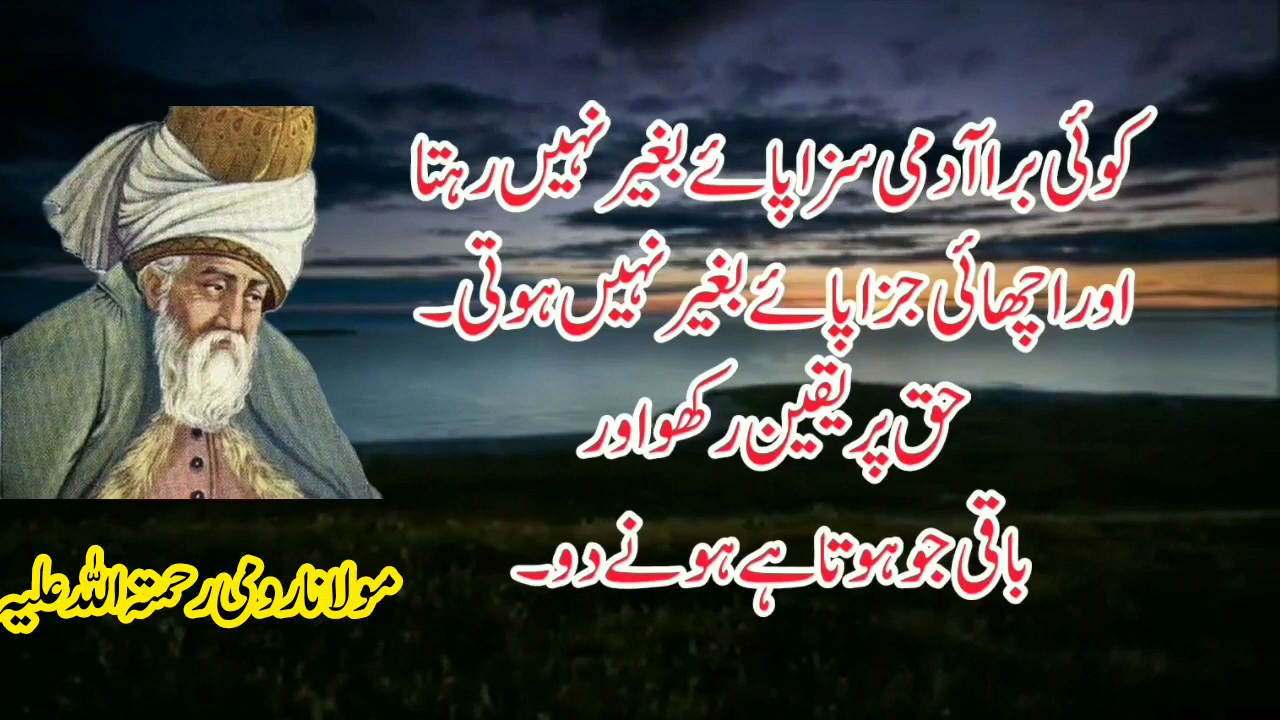 کوئی برا آدمی سزا پائے بغیر نہیں رہتا
اور اچھائی جزا پائے بغیر نہیں ہوتی۔
حق پر یقین رکھو اور
باقی جو ہوتا ہے ہونے دو۔
مولانا رومی رحمتہ اللہ علیہ